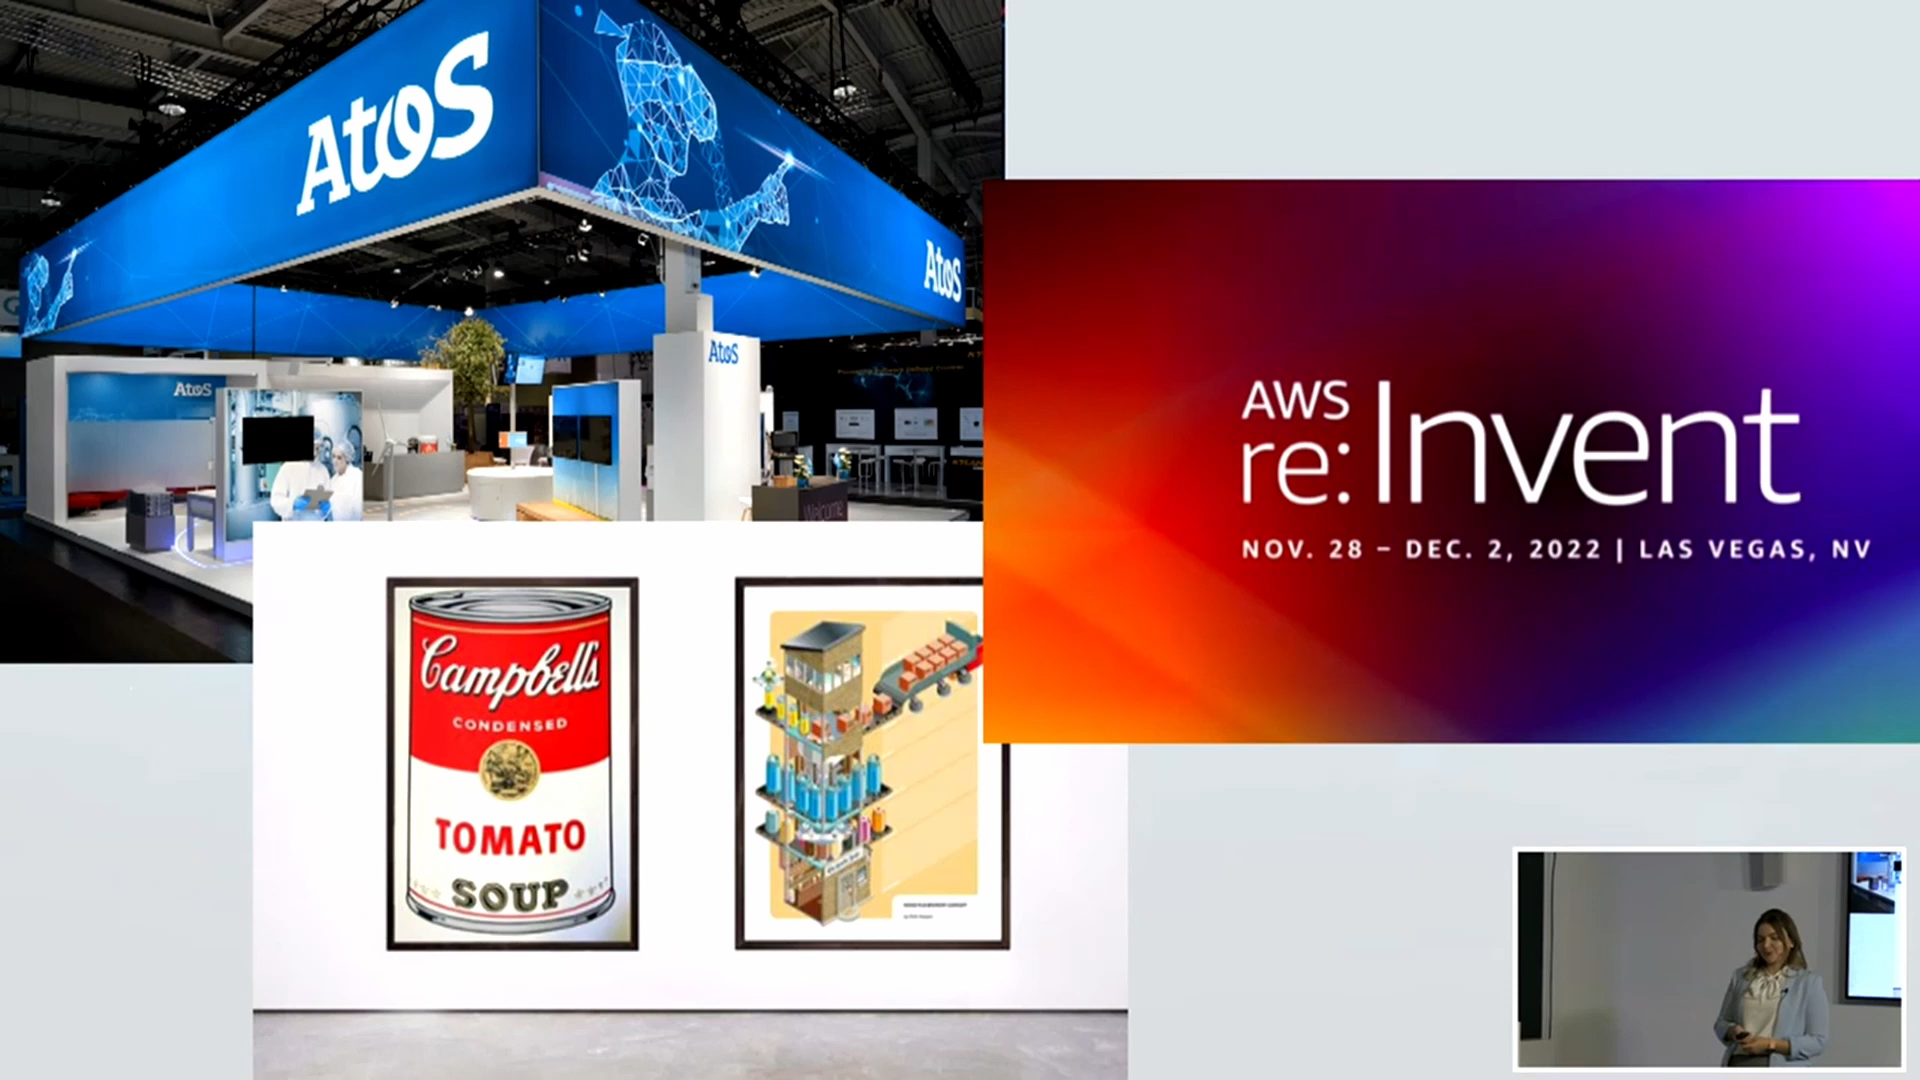 Atos
Atos
Atos
Atos
Welcome
AWS
re:Invent
NOV. 28 – DEC. 2, 2022 | LAS VEGAS, NV
Campbell's
CONDENSED
TOMATO
SOUP